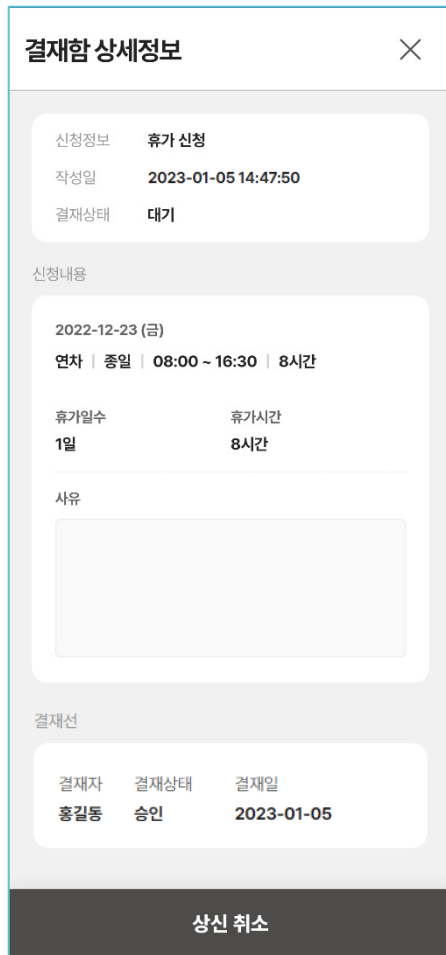 결재함 상세정보
신청정보 휴가 신청
작성일 2023-01-05 14:47:50
결재상태 대기
신청내용
2022-12-23 (금)
연차 | 종일 | 08:00 ~ 16:30 | 8시간
휴가일수 휴가시간
1일 8시간
사유
결재선
결재자 결재상태 결재일
홍길동 승인 2023-01-05
상신 취소